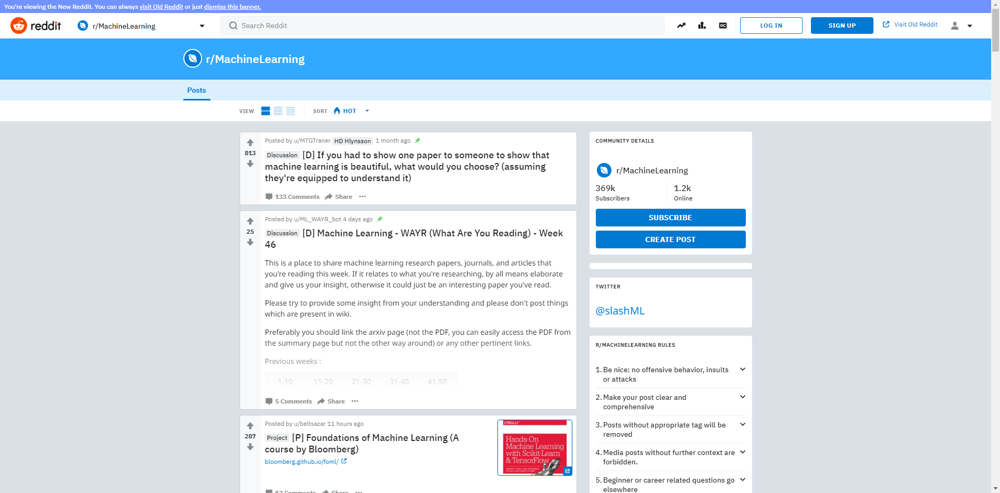 You're viewing the New Reddit. You can always visit Old Reddit or just dismiss this banner.
reddit
r/MachineLearning
Search Reddit
OC
LOG IN
SIGN UP
Visit Old Reddit
r/MachineLearning
Posts
VIEW
SORT
HOT
Posted by u/MTGTraner HD Hlynsson 1 month ago
813
Discussion [D] If you had to show one paper to someone to show that
machine learning is beautiful, what would you choose? (assuming
they're equipped to understand it)
133 Comments Share
Posted by u/ML_WAYR_bot 4 days ago
25
Discussion [D] Machine Learning - WAYR (What Are You Reading) - Week
46
This is a place to share machine learning research papers, journals, and articles that
you're reading this week. If it relates to what you're researching, by all means elaborate
and give us your insight, otherwise it could just be an interesting paper you've read.
Please try to provide some insight from your understanding and please don't post things
which are present in wiki.
Preferably you should link the arxiv page (not the PDF, you can easily access the PDF from
the summary page but not the other way around) or any other pertinent links.
Previous weeks :
1-10 11-20 21-30 31-40 41-50
5 Comments Share
Posted by u/beltsazar 11 hours ago
287
Project [P] Foundations of Machine Learning (A
course by Bloomberg)
bloomberg.github.io/foml/
O'REILLY
Hands-On
Machine Learning
with Scikit-Learn
& TensorFlow
12 Comments Share
COMMUNITY DETAILS
r/MachineLearning
369k
Subscribers
1.2k
Online
SUBSCRIBE
CREATE POST
TWITTER
@slashML
R/MACHINELEARNING RULES
1. Be nice: no offensive behavior, insults
or attacks
2. Make your post clear and
comprehensive
3. Posts without appropriate tag will be
removed
4. Media posts without further context are
forbidden.
5. Beginner or career related questions go
elsewhere